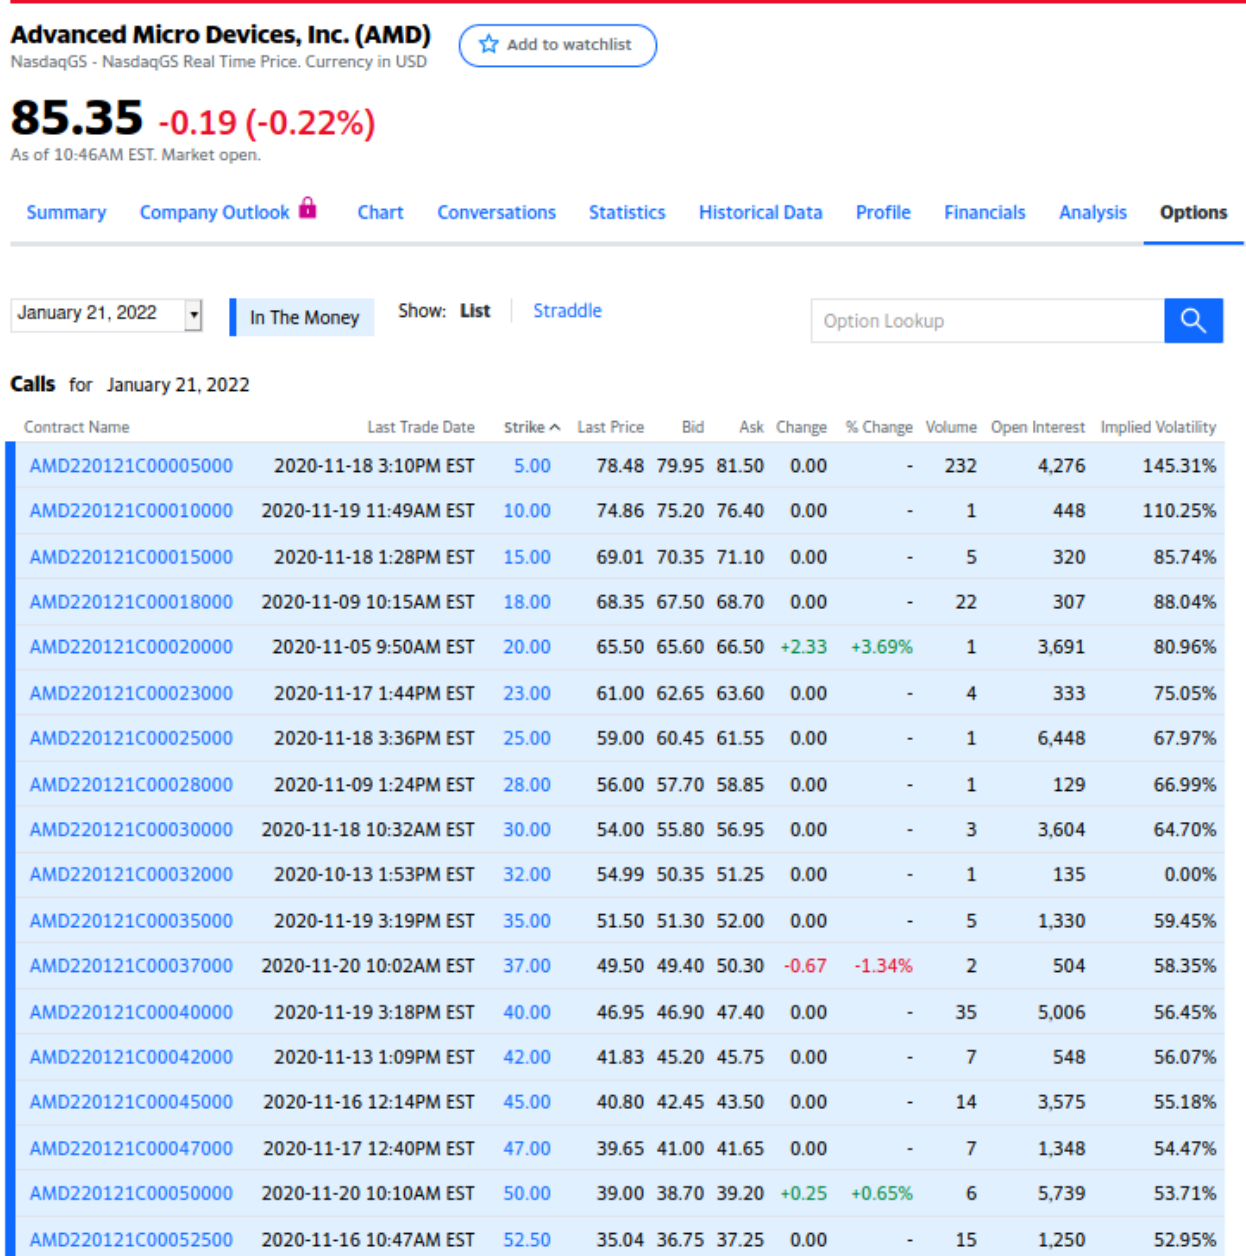 Advanced Micro Devices, Inc. (AMD) Add to watchlist
NasdaqGS - NasdaqGS Real Time Price. Currency in USD
85.35 -0.19 (-0.22%)
As of 10:46AM EST. Market open.
Summary Company Outlook Chart Conversations Statistics Historical Data Profile Financials Analysis Options
January 21, 2022 In The Money Show: List Straddle Option Lookup
Calls for January 21, 2022
Contract Name Last Trade Date Strike Last Price Bid Ask Change % Change Volume Open Interest Implied Volatility
AMD220121C00005000 2020-11-18 3:10PM EST 5.00 78.48 79.95 81.50 0.00 - 232 4,276 145.31%
AMD220121C00010000 2020-11-19 11:49AM EST 10.00 74.86 75.20 76.40 0.00 - 1 448 110.25%
AMD220121C00015000 2020-11-18 1:28PM EST 15.00 69.01 70.35 71.10 0.00 - 5 320 85.74%
AMD220121C00018000 2020-11-09 10:15AM EST 18.00 68.35 67.50 68.70 0.00 - 22 307 88.04%
AMD220121C00020000 2020-11-05 9:50AM EST 20.00 65.50 65.60 66.50 +2.33 +3.69% 1 3,691 80.96%
AMD220121C00023000 2020-11-17 1:44PM EST 23.00 61.00 62.65 63.60 0.00 - 4 333 75.05%
AMD220121C00025000 2020-11-18 3:36PM EST 25.00 59.00 60.45 61.55 0.00 - 1 6,448 67.97%
AMD220121C00028000 2020-11-09 1:24PM EST 28.00 56.00 57.70 58.85 0.00 - 1 129 66.99%
AMD220121C00030000 2020-11-18 10:32AM EST 30.00 54.00 55.80 56.95 0.00 - 3 3,604 64.70%
AMD220121C00032000 2020-10-13 1:53PM EST 32.00 54.99 50.35 51.25 0.00 - 1 135 0.00%
AMD220121C00035000 2020-11-19 3:19PM EST 35.00 51.50 51.30 52.00 0.00 - 5 1,330 59.45%
AMD220121C00037000 2020-11-20 10:02AM EST 37.00 49.50 49.40 50.30 -0.67 -1.34% 2 504 58.35%
AMD220121C00040000 2020-11-19 3:18PM EST 40.00 46.95 46.90 47.40 0.00 - 35 5,006 56.45%
AMD220121C00042000 2020-11-13 1:09PM EST 42.00 41.83 45.20 45.75 0.00 - 7 548 56.07%
AMD220121C00045000 2020-11-16 12:14PM EST 45.00 40.80 42.45 43.50 0.00 - 14 3,575 55.18%
AMD220121C00047000 2020-11-17 12:40PM EST 47.00 39.65 41.00 41.65 0.00 - 7 1,348 54.47%
AMD220121C00050000 2020-11-20 10:10AM EST 50.00 39.00 38.70 39.20 +0.25 +0.65% 6 5,739 53.71%
AMD220121C00052500 2020-11-16 10:47AM EST 52.50 35.04 36.75 37.25 0.00 - 15 1,250 52.95%